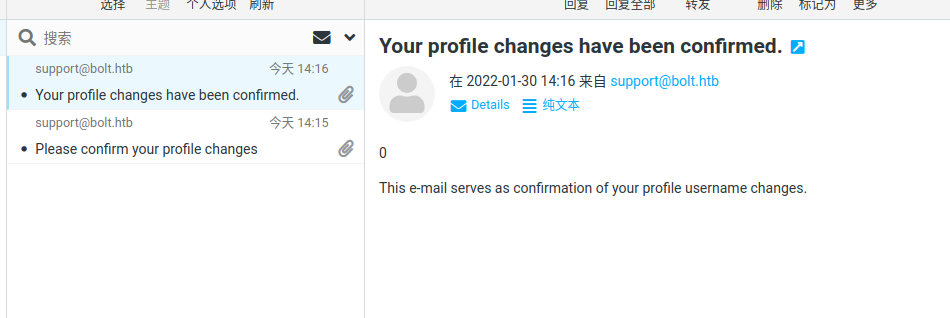 选择 主题 个人选项 刷新
回复 回复全部 转发 删除 标记为 更多
搜索
support@bolt.htb 今天 14:16
• Your profile changes have been confirmed.
support@bolt.htb 今天 14:15
• Please confirm your profile changes
Your profile changes have been confirmed.
在 2022-01-30 14:16 来自 support@bolt.htb
Details 纯文本
0
This e-mail serves as confirmation of your profile username changes.